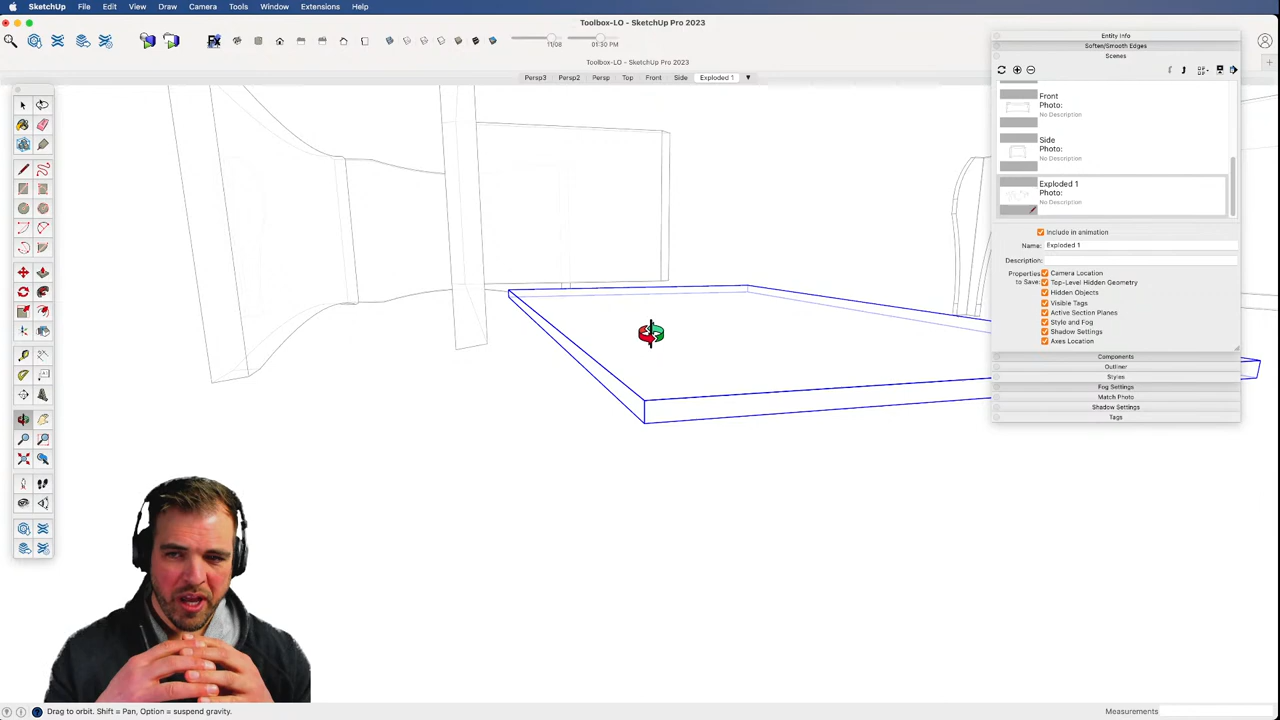 SketchUp File Edit View Draw Camera Tools Window Extensions Help
Toolbox-LO - SketchUp Pro 2023
11/08 01:30 PM
Toolbox-LO - SketchUp Pro 2023
Persp3 Persp2 Persp Top Front Side Exploded 1
Entity Info
Soften/Smooth Edges
Scenes
Front
Photo:
No Description
Side
Photo:
No Description
Exploded 1
Photo:
No Description
Include in animation
Name: Exploded 1
Description:
Properties to Save:
Camera Location
Top-Level Hidden Geometry
Hidden Objects
Visible Tags
Active Section Planes
Style and Fog
Shadow Settings
Axes Location
Components
Outliner
Styles
Fog Settings
Match Photo
Shadow Settings
Tags
Drag to orbit. Shift = Pan, Option = suspend gravity.
Measurements